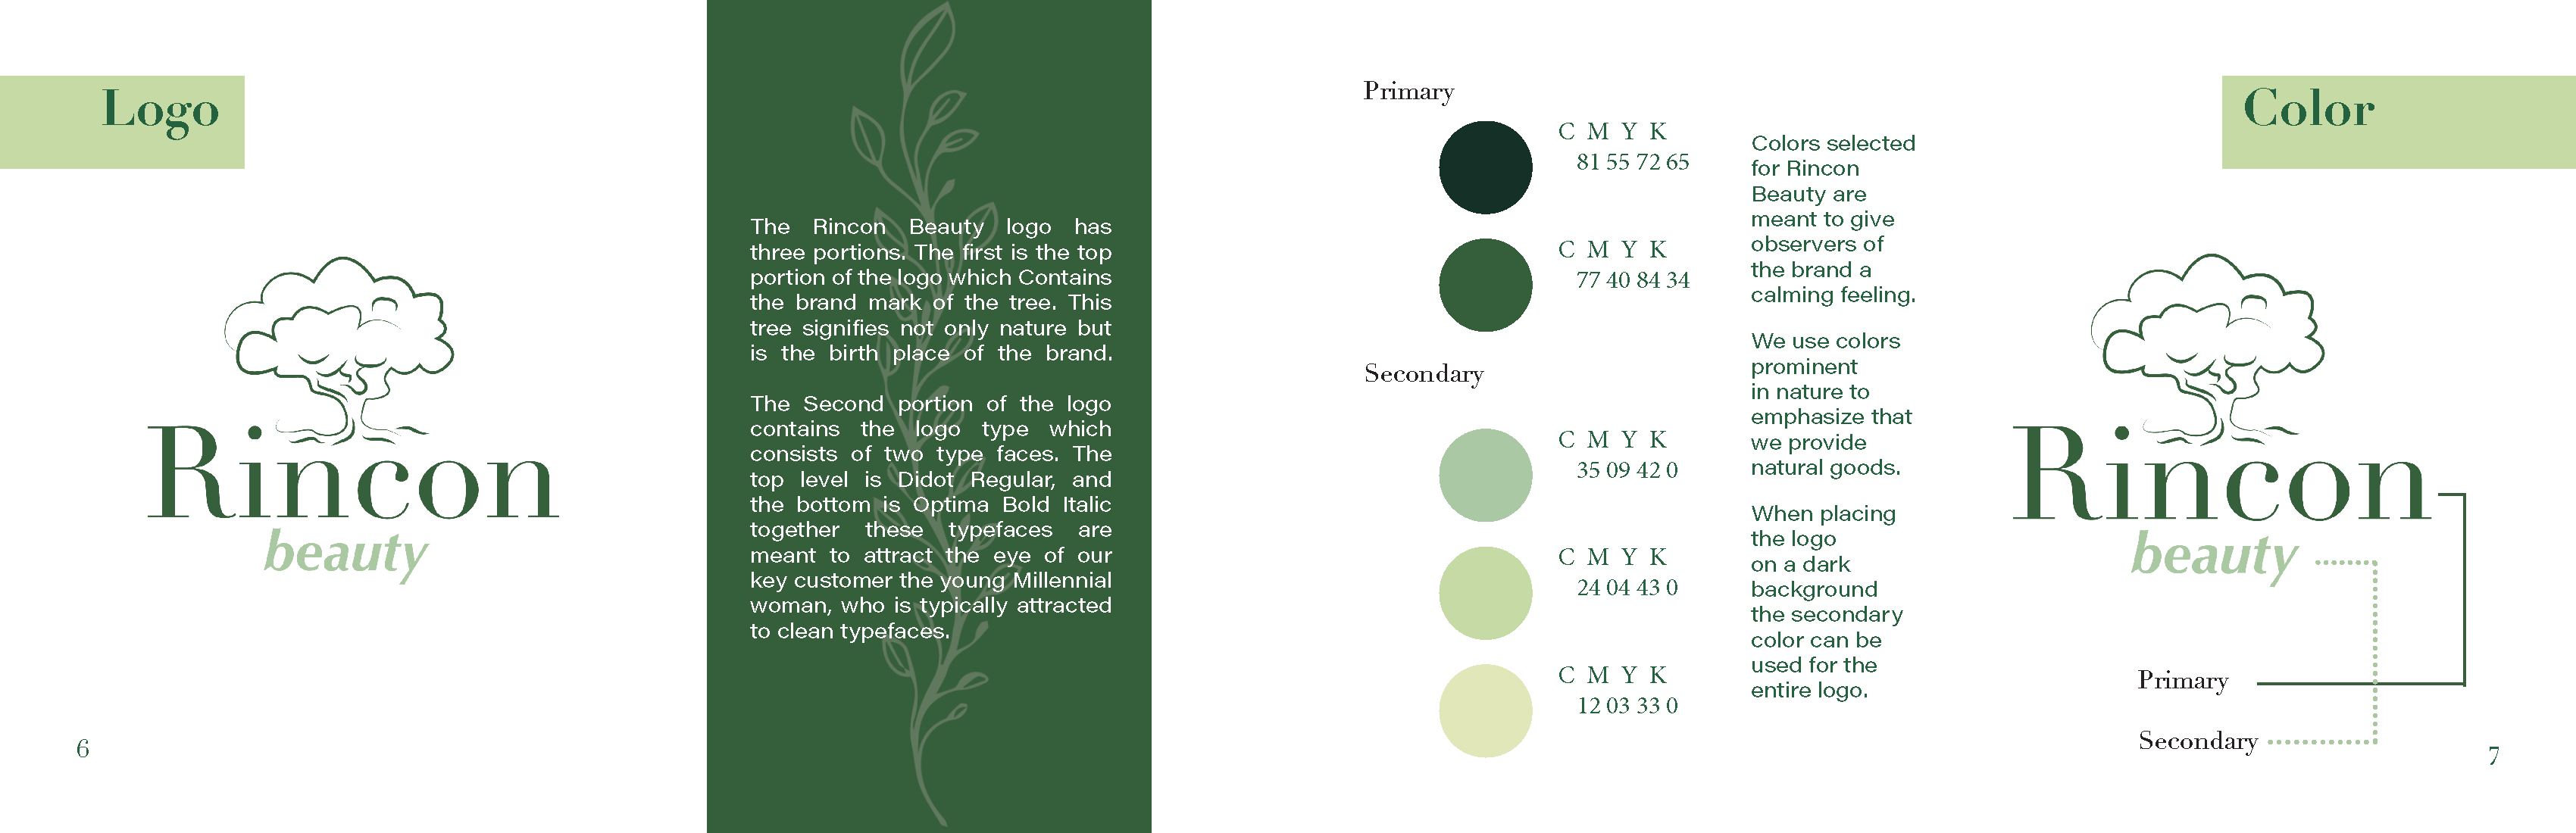 Logo
Rincon
beauty
6
The Rincon Beauty logo has
three portions. The first is the top
portion of the logo which Contains
the brand mark of the tree. This
tree signifies not only nature but
is the birth place of the brand.
The Second portion of the logo
contains the logo type which
consists of two type faces. The
top level is Didot Regular, and
the bottom is Optima Bold Italic
together these typefaces are
meant to attract the eye of our
key customer the young Millennial
woman, who is typically attracted
to clean typefaces.
Primary
C M Y K
81 55 72 65
C M Y K
77 40 84 34
Secondary
C M Y K
35 09 42 0
C M Y K
24 04 43 0
C M Y K
12 03 33 0
Colors selected
for Rincon
Beauty are
meant to give
observers of
the brand a
calming feeling.
We use colors
prominent
in nature to
emphasize that
we provide
natural goods.
When placing
the logo
on a dark
background
the secondary
color can be
used for the
entire logo.
Color
Rincon
beauty
Primary
Secondary
7